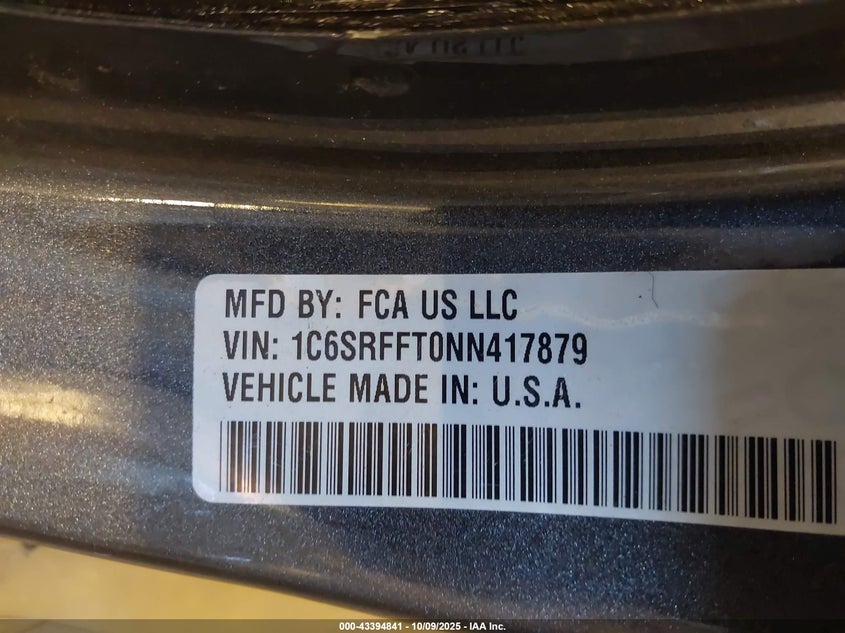 MFD BY: FCA US LLC
VIN: 1C6SRFFT0NN417879
VEHICLE MADE IN: U.S.A.
000-43394841 - 10/09/2025 - IAA Inc.